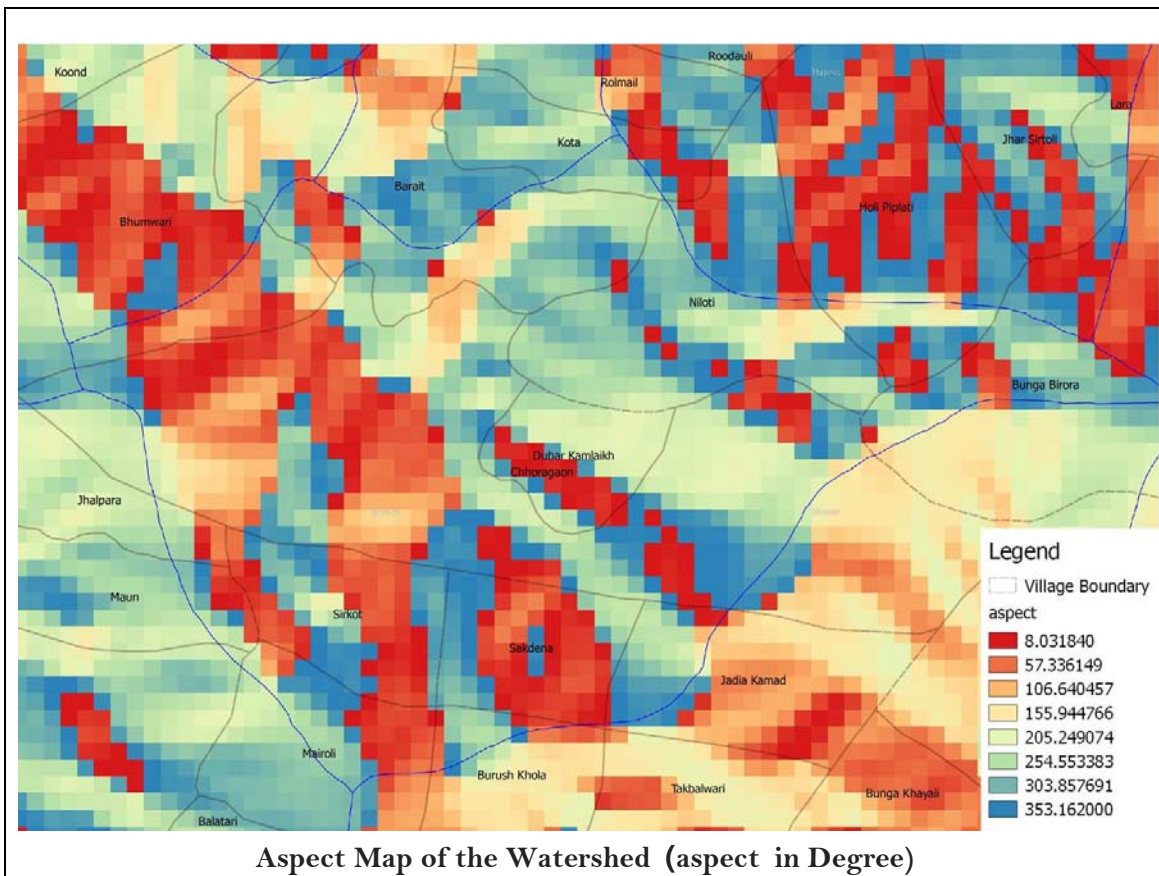 Roodauli
Koond
Rolmail
Lara
Jhar Sirtoli
Kota
Barait
Holi Piplati
Bhumwari
Niloti
Bunga Birora
Dubar Kamlaikh
Chhoragaon
Jhalpara
Maun
Sirkot
Sakdena
Jadia Kamad
Mairoli
Burush Khola
Takbalwari
Bunga Khayali
Balatari
Legend
Village Boundary
aspect
8.031840
57.336149
106.640457
155.944766
205.249074
254.553383
303.857691
353.162000
Aspect Map of the Watershed (aspect in Degree)